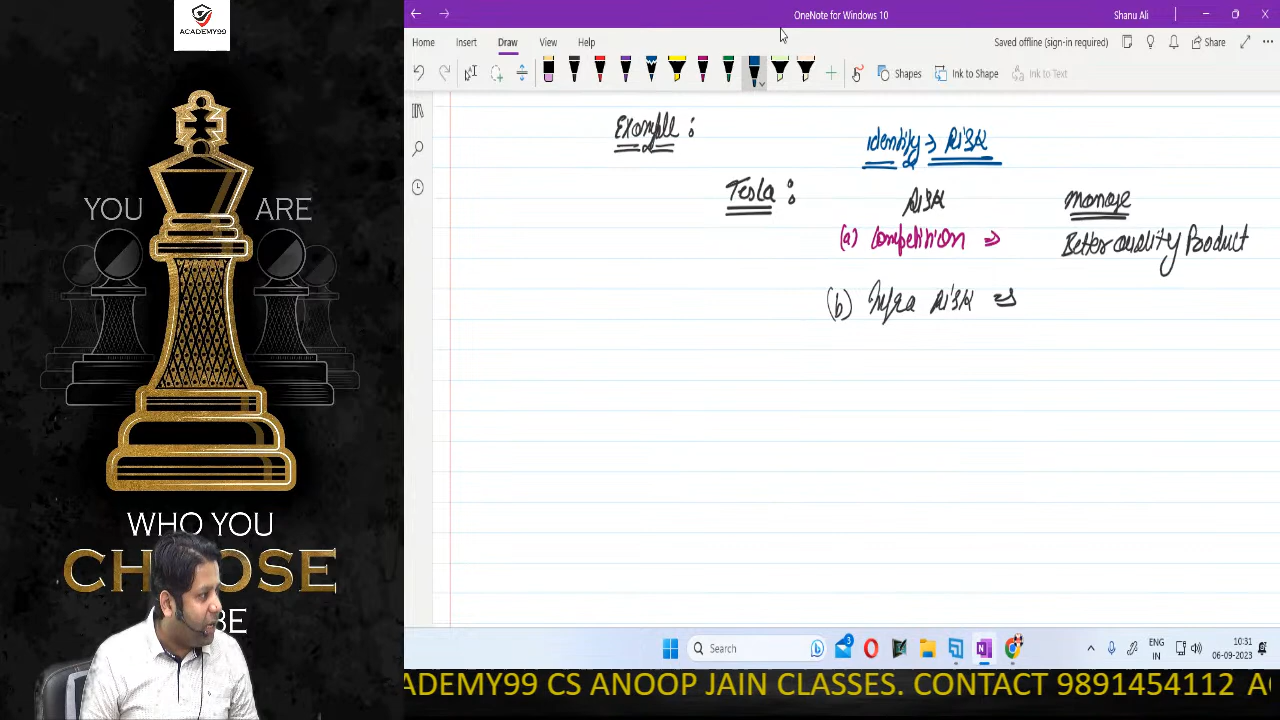 ACADEMY99
YOU ARE
WHO YOU
CHOOSE
BE
OneNote for Windows 10
Shanu Ali
Home Insert Draw View Help
Saved offline (sign-in required)
Share
Shapes
Ink to Shape
Ink to Text
Example :
identify → Risk
Tesla :
Risk
Manage
(a) Competition ⇒ Better quality Product
(b) Infra Risk ⇒
Search
3
ENG
IN
10:31
06-09-2023
ADEMY99 CS ANOOP JAIN CLASSES. CONTACT 9891454112 AC